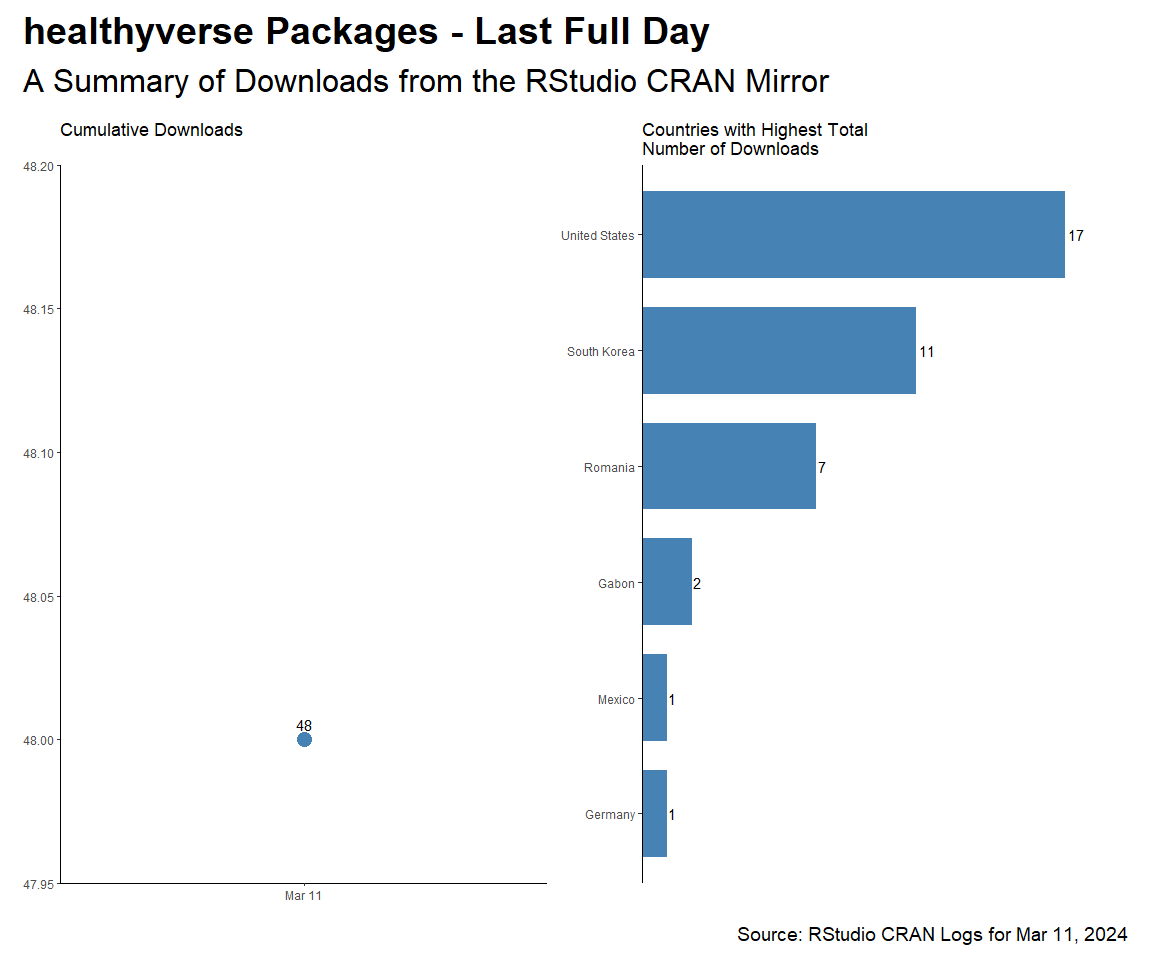 healthyverse Packages - Last Full Day
A Summary of Downloads from the RStudio CRAN Mirror
Cumulative Downloads
48.20
48.15
48.10
48.05
48.00
47.95
48
Mar 11
Countries with Highest Total
Number of Downloads
United States
17
South Korea
11
Romania
7
Gabon
2
Mexico
1
Germany
1
Source: RStudio CRAN Logs for Mar 11, 2024